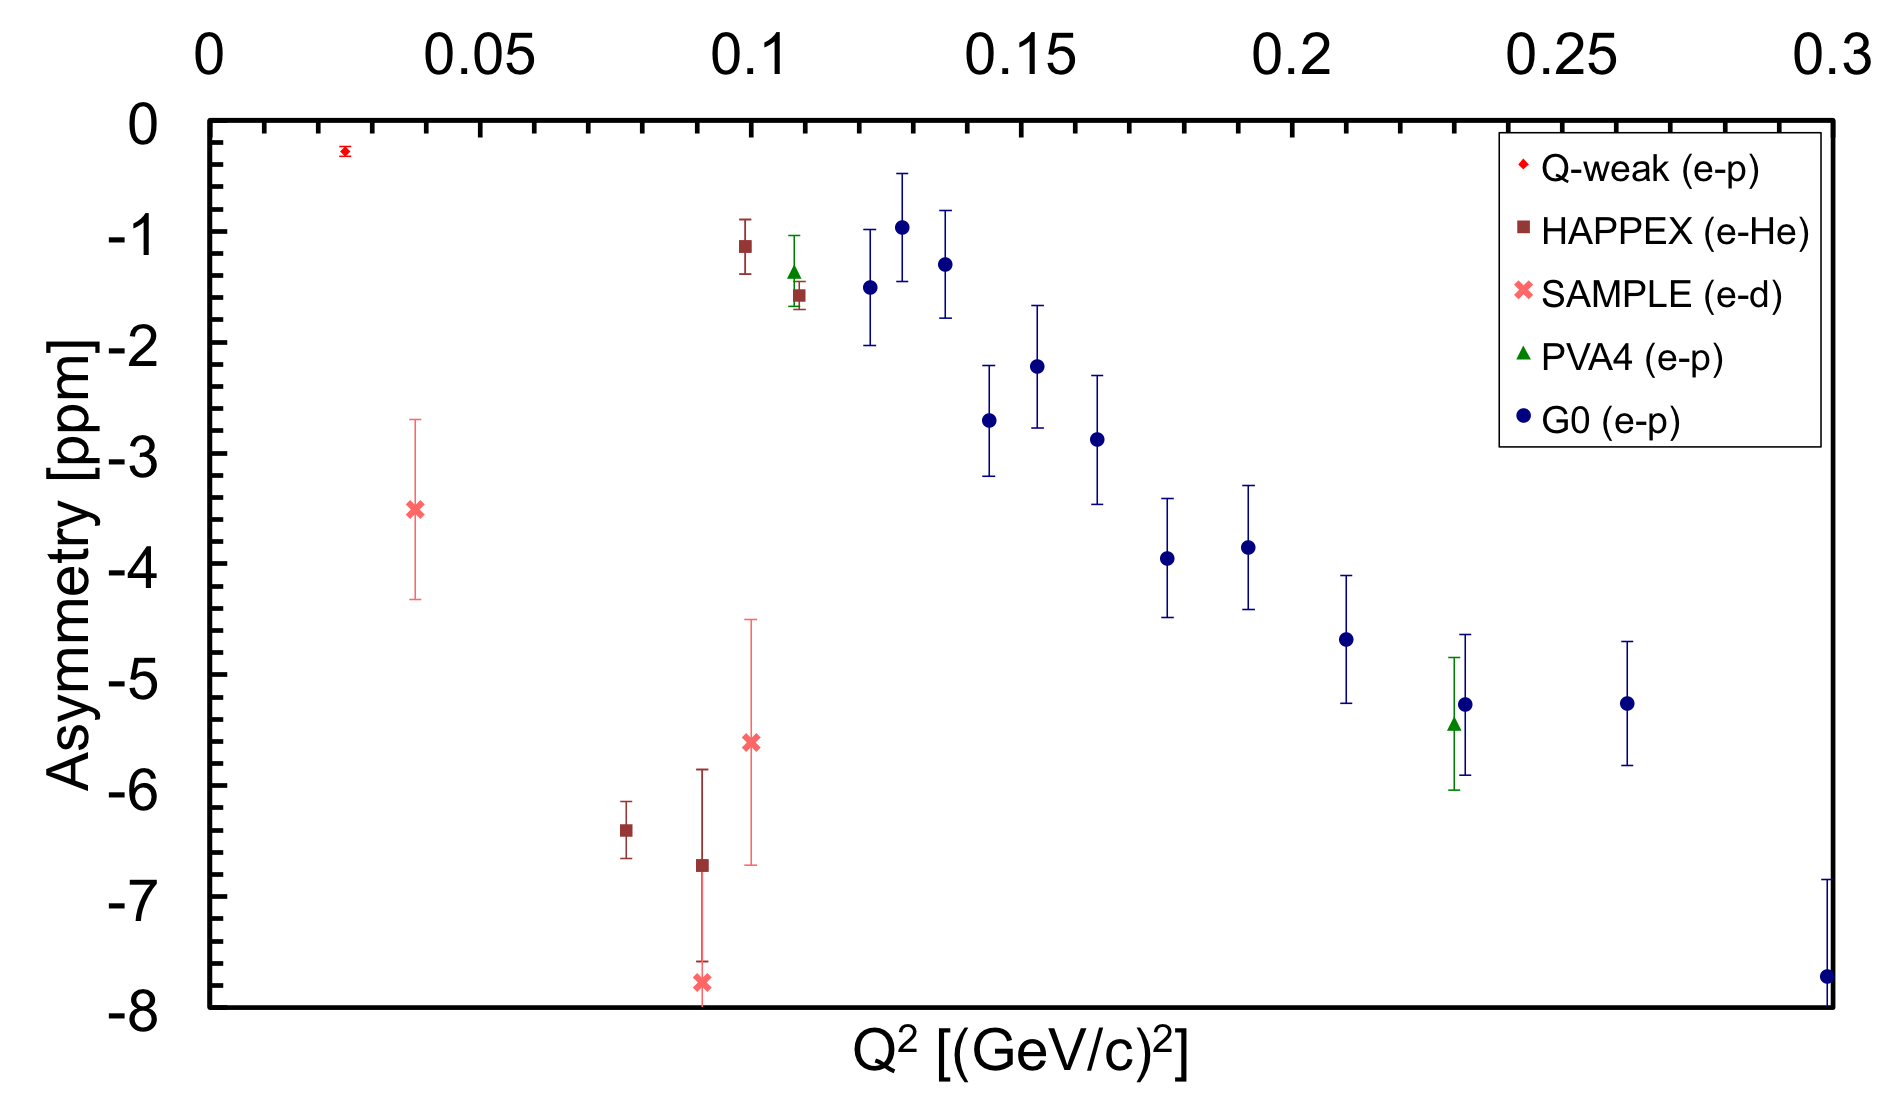 0 0.05 0.1 0.15 0.2 0.25 0.3
0
-1
-2
-3
-4
-5
-6
-7
-8
Asymmetry [ppm]
Q-weak (e-p)
HAPPEX (e-He)
SAMPLE (e-d)
PVA4 (e-p)
G0 (e-p)
Q² [(GeV/c)²]